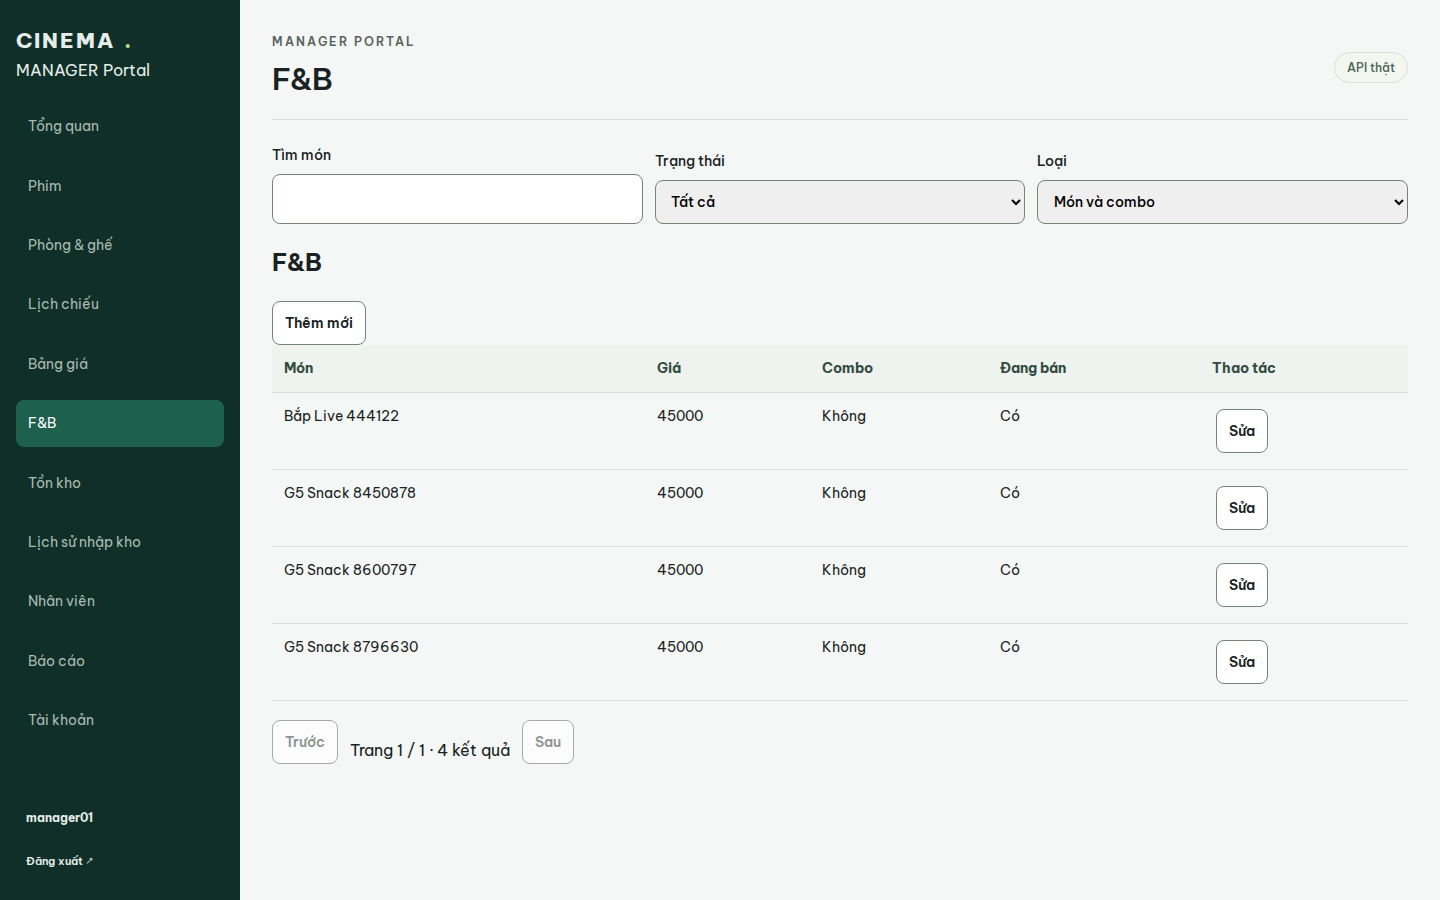 CINEMA .
MANAGER Portal
Tổng quan
Phim
Phòng & ghế
Lịch chiếu
Bảng giá
F&B
Tồn kho
Lịch sử nhập kho
Nhân viên
Báo cáo
Tài khoản
manager01
Đăng xuất ↗
MANAGER PORTAL
F&B
API thật
Tìm món
Trạng thái
Loại
Tất cả
Món và combo
F&B
Thêm mới
Món Giá Combo Đang bán Thao tác
Bắp Live 444122 45000 Không Có Sửa
G5 Snack 8450878 45000 Không Có Sửa
G5 Snack 8600797 45000 Không Có Sửa
G5 Snack 8796630 45000 Không Có Sửa
Trước Trang 1 / 1 · 4 kết quả Sau